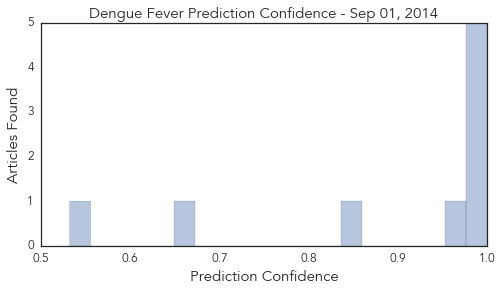 Dengue Fever Prediction Confidence - Sep 01, 2014
5
4
3
2
1
0
Articles Found
0.5 0.6 0.7 0.8 0.9 1.0
Prediction Confidence